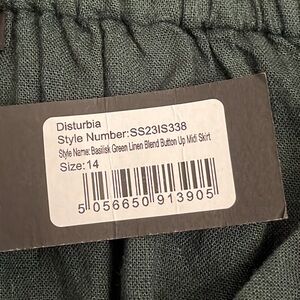 Disturbia
Style Number:SS23IS338
Style Name: Basilisk Green Linen Blend Button Up Midi Skirt
Size:14
5 056650 913905